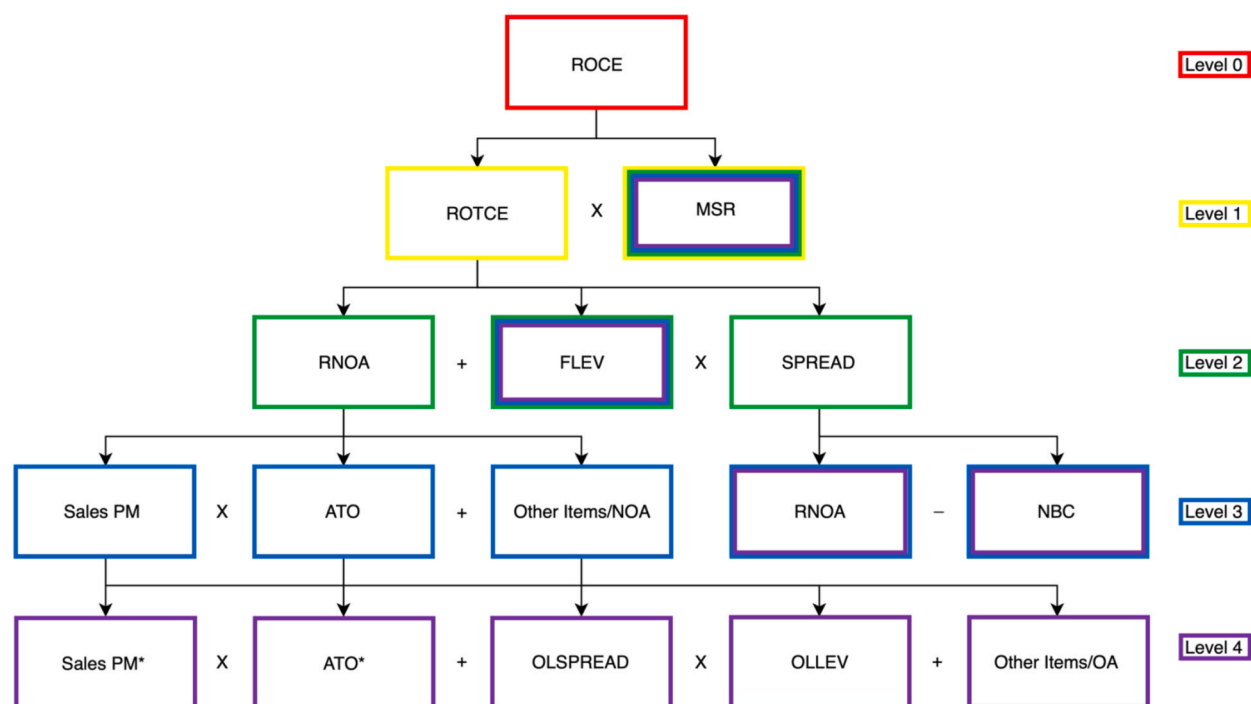 ROCE
Level 0
ROTCE X MSR
Level 1
RNOA + FLEV X SPREAD
Level 2
Sales PM X ATO + Other Items/NOA RNOA – NBC
Level 3
Sales PM* X ATO* + OLSPREAD X OLLEV + Other Items/OA
Level 4